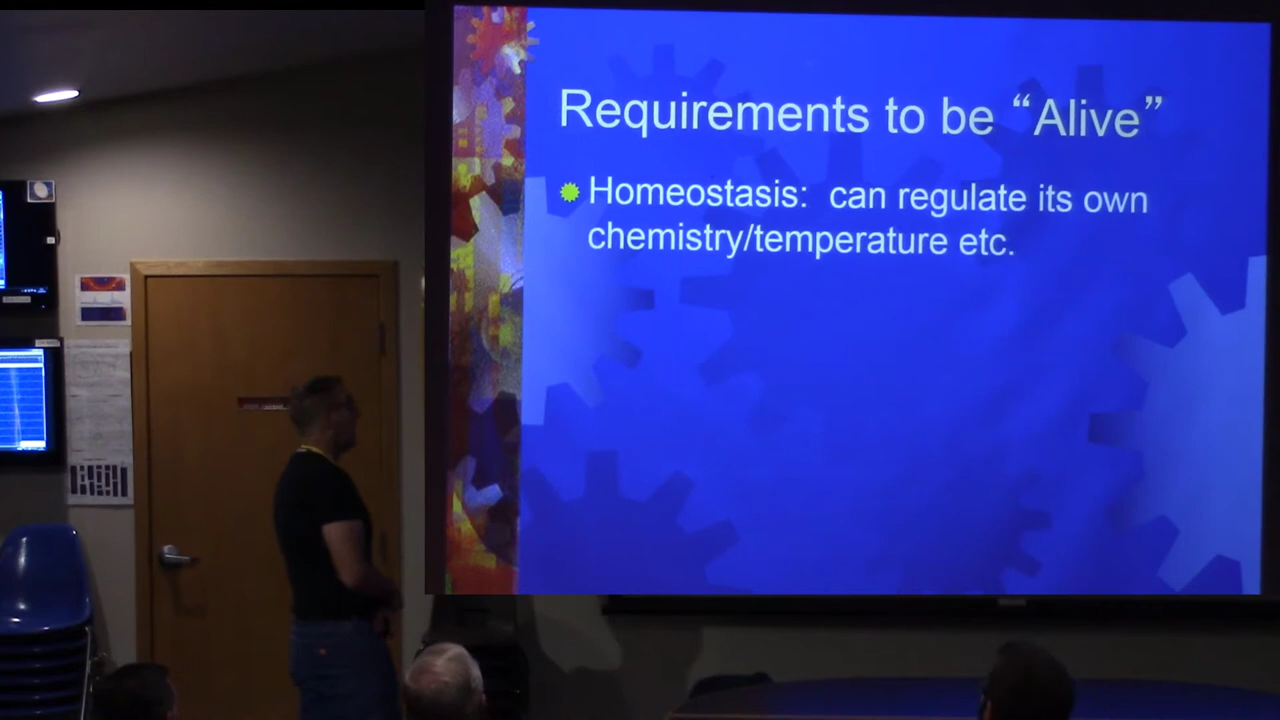 Requirements to be “Alive”
Homeostasis: can regulate its own
chemistry/temperature etc.